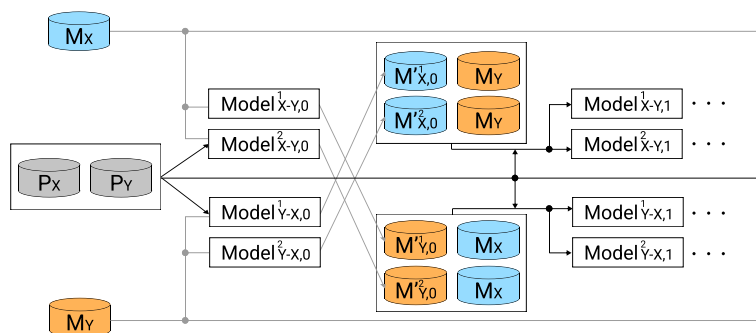 Mx
M'¹X,0 MY
Model¹X-Y,0
Model¹X-Y,1 . . .
M'²X,0 MY
Model²X-Y,0
Model²X-Y,1 . . .
PX PY
Model¹Y-X,0
Model¹Y-X,1 . . .
M'¹Y,0 MX
Model²Y-X,0
Model²Y-X,1 . . .
M'²Y,0 MX
MY